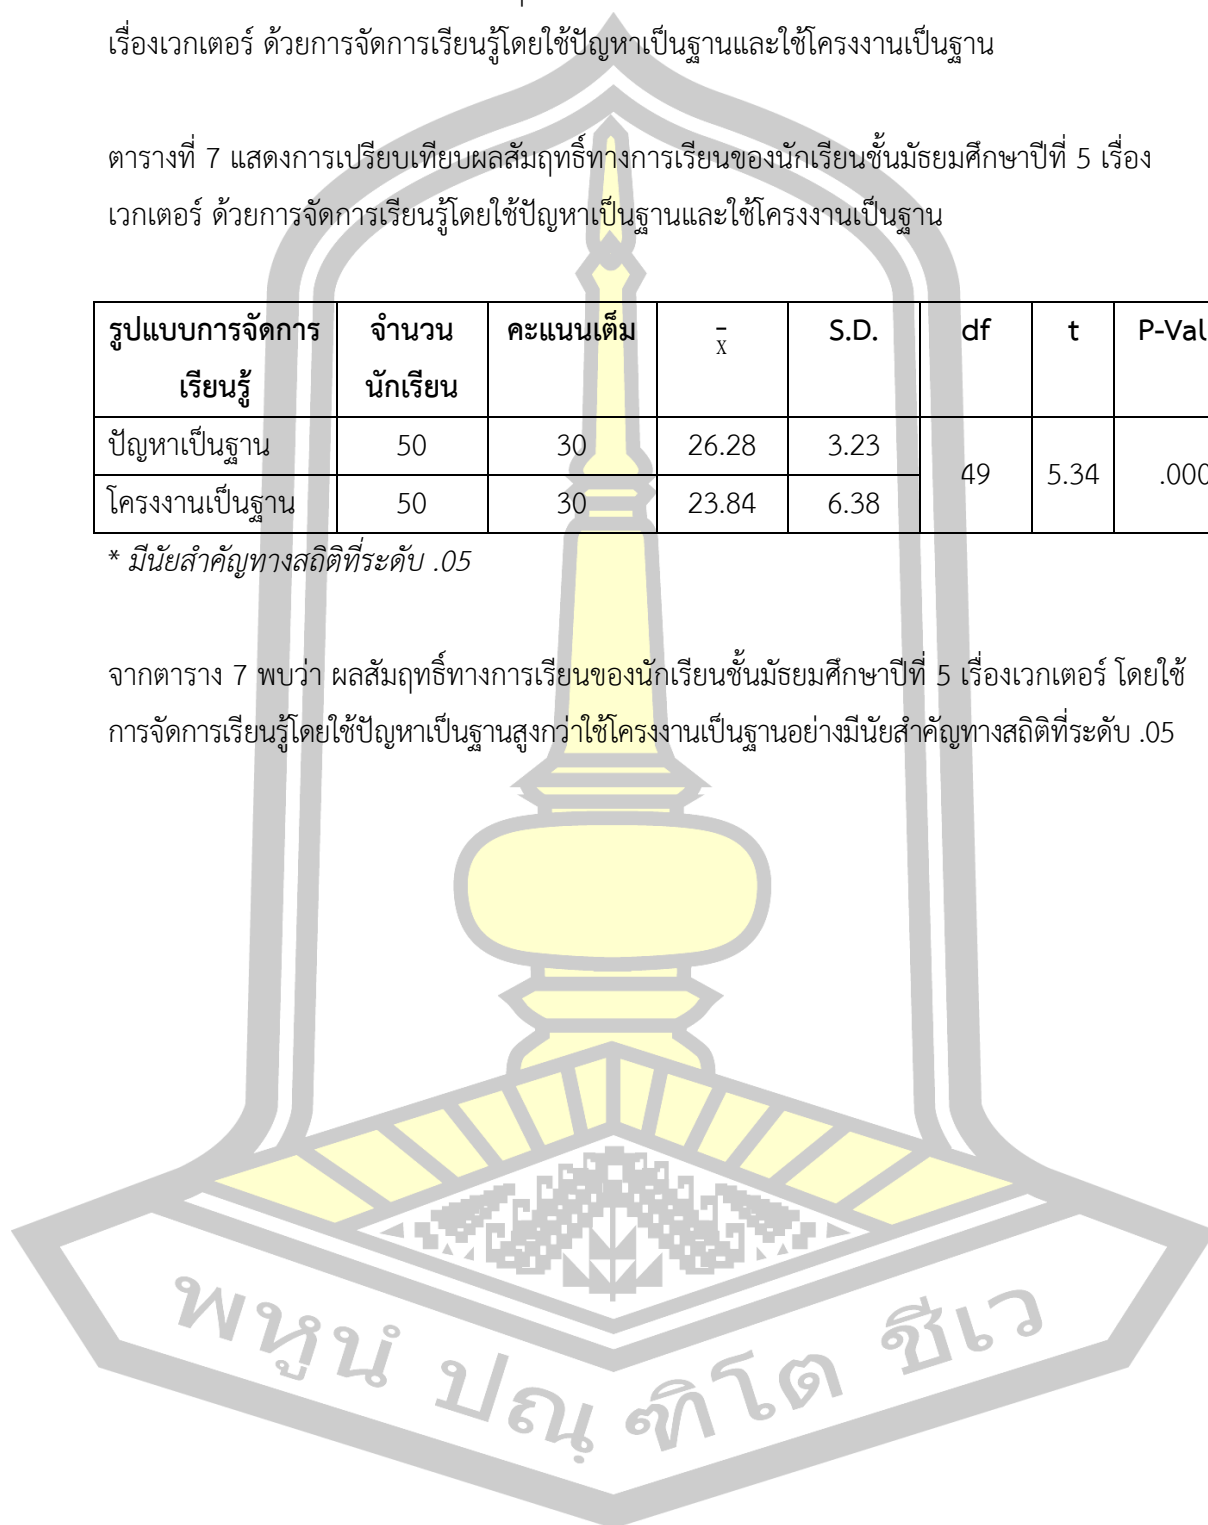 เรื่องเวกเตอร์ ด้วยการจัดการเรียนรู้โดยใช้ปัญหาเป็นฐานและใช้โครงงานเป็นฐาน
ตารางที่ 7 แสดงการเปรียบเทียบผลสัมฤทธิ์ทางการเรียนของนักเรียนชั้นมัธยมศึกษาปีที่ 5 เรื่อง
เวกเตอร์ ด้วยการจัดการเรียนรู้โดยใช้ปัญหาเป็นฐานและใช้โครงงานเป็นฐาน
รูปแบบการจัดการ จำนวน คะแนนเต็ม x̄ S.D. df t P-Val
เรียนรู้ นักเรียน
ปัญหาเป็นฐาน 50 30 26.28 3.23
49 5.34 .000
โครงงานเป็นฐาน 50 30 23.84 6.38
* มีนัยสำคัญทางสถิติที่ระดับ .05
จากตาราง 7 พบว่า ผลสัมฤทธิ์ทางการเรียนของนักเรียนชั้นมัธยมศึกษาปีที่ 5 เรื่องเวกเตอร์ โดยใช้
การจัดการเรียนรู้โดยใช้ปัญหาเป็นฐานสูงกว่าใช้โครงงานเป็นฐานอย่างมีนัยสำคัญทางสถิติที่ระดับ .05
พหูนํ ปณฺฑิโต ชีเว